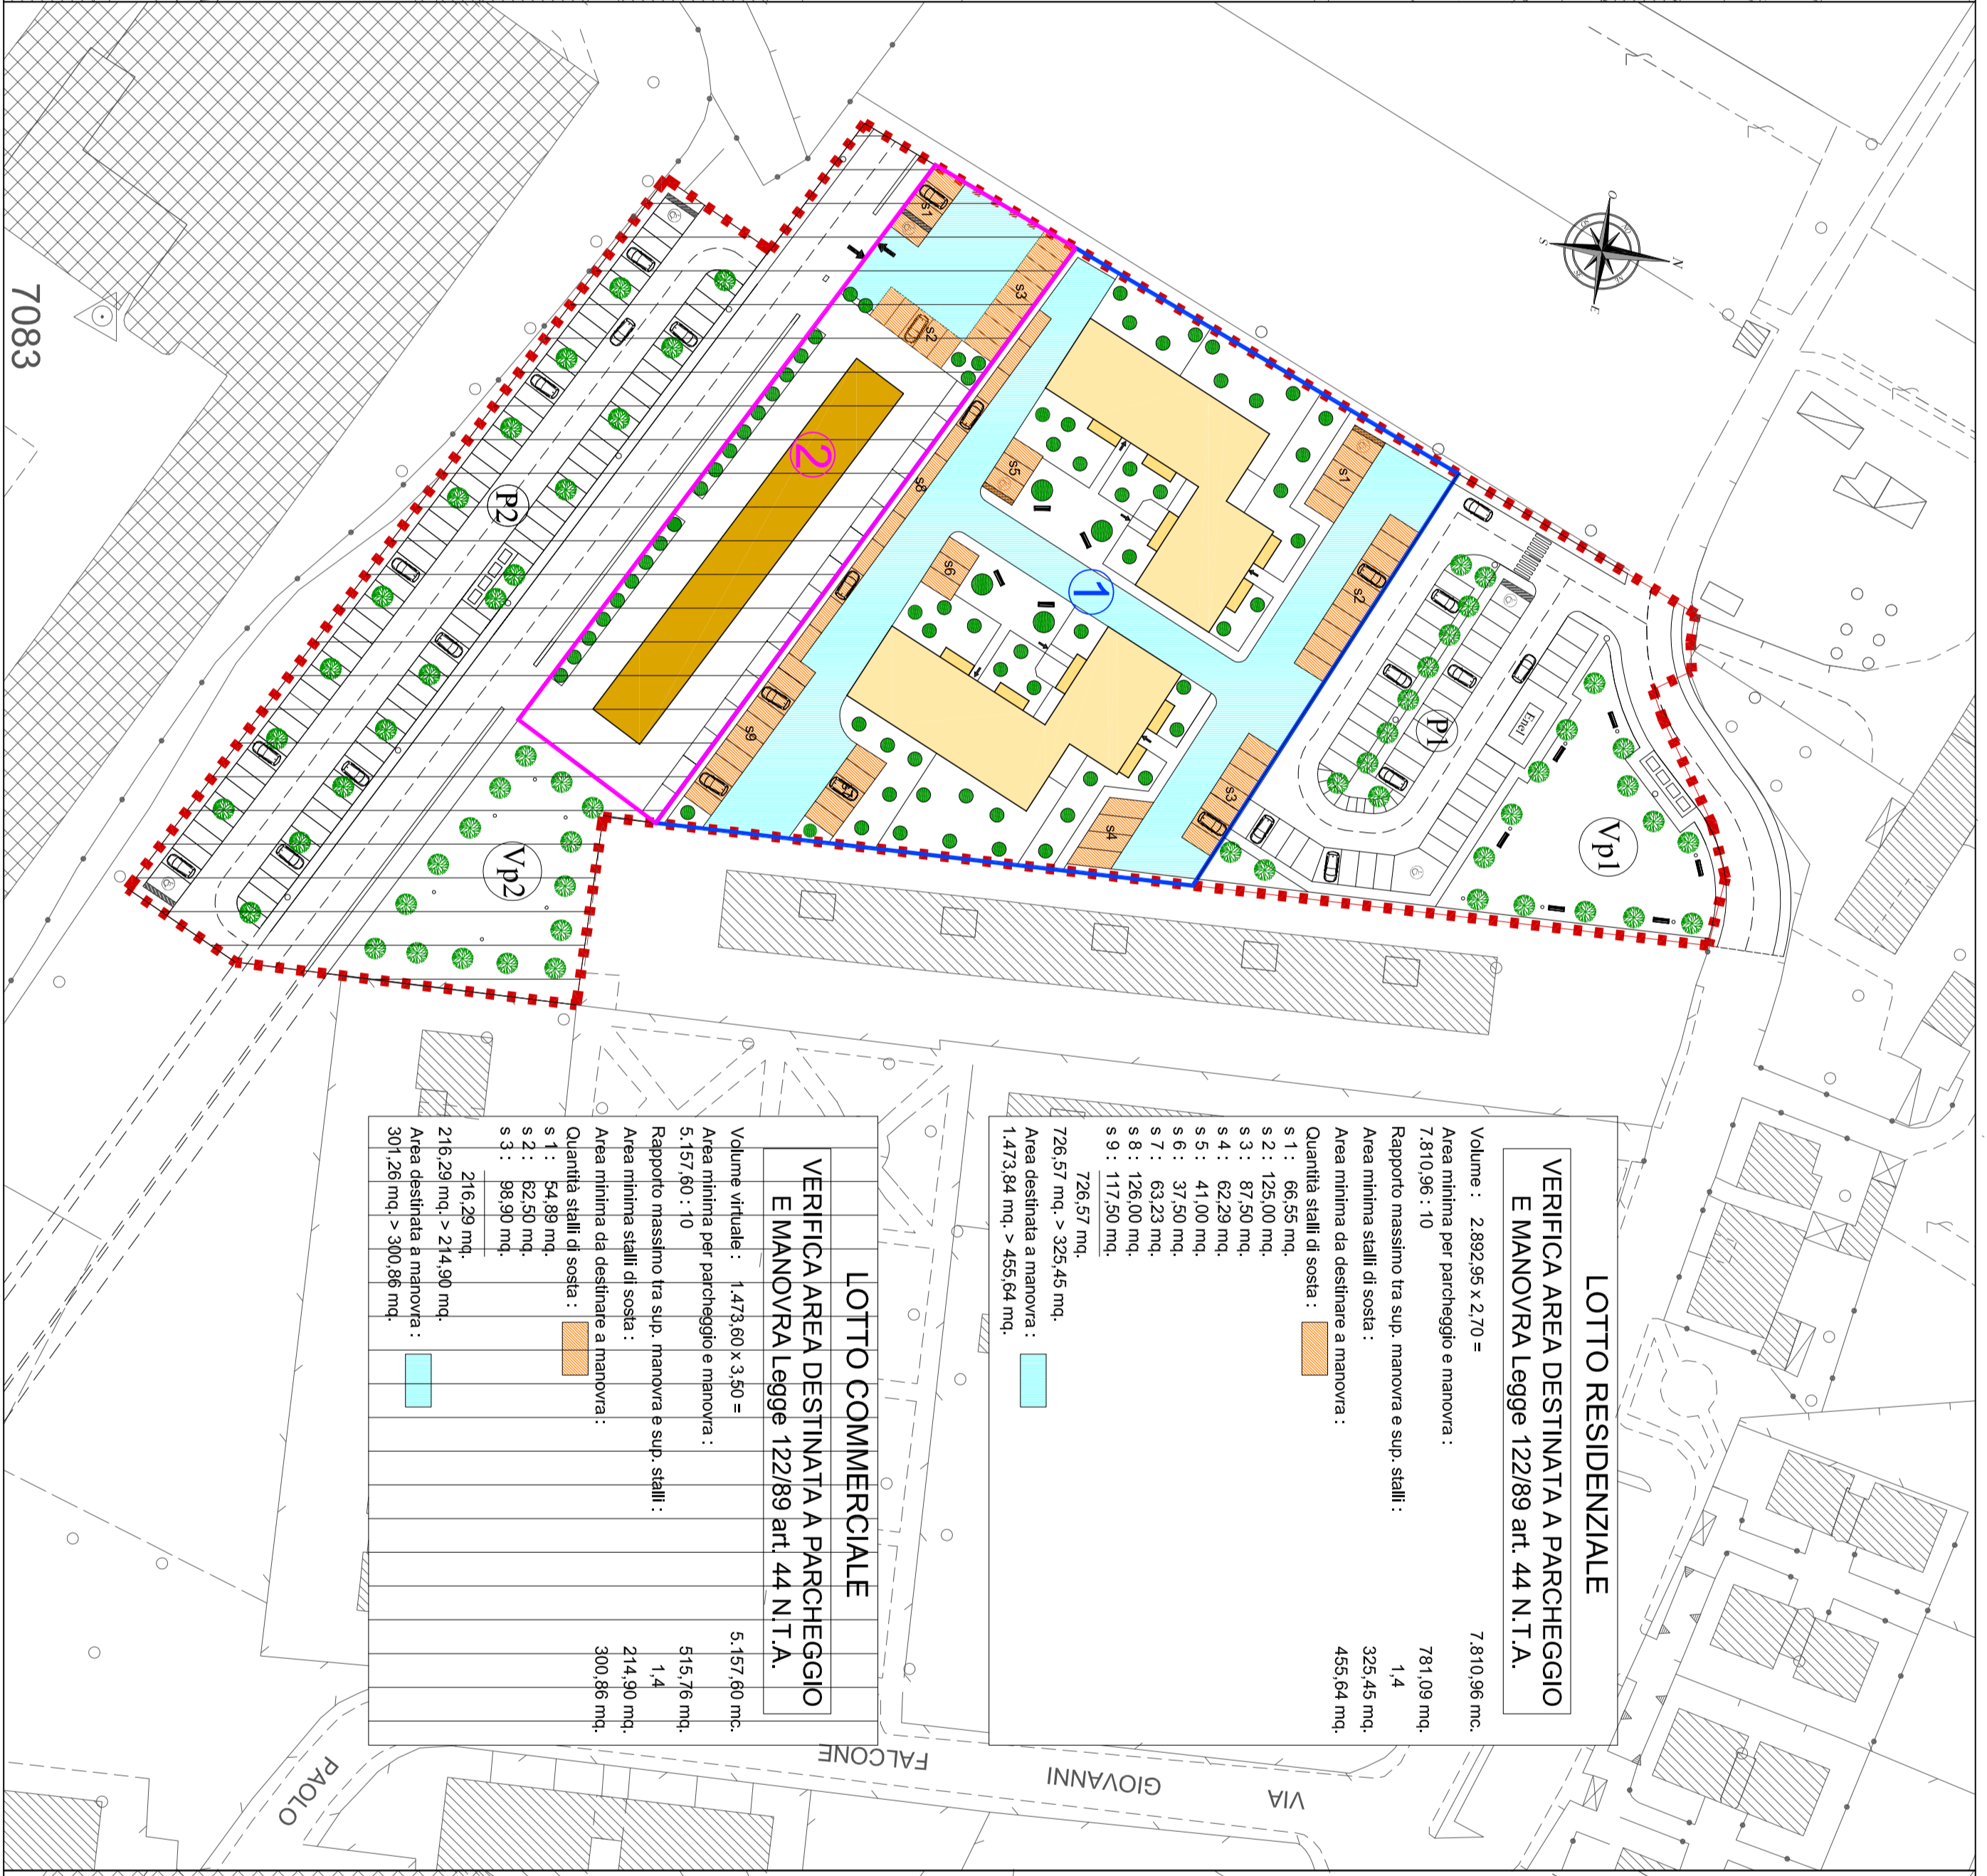 LOTTO RESIDENZIALE
VERIFICA AREA DESTINATA A PARCHEGGIO
E MANOVRA Legge 122/89 art. 44 N.T.A.
Volume : 2.892,95 x 2,70 = 7.810,96 mc.
Area minima per parcheggio e manovra :
7.810,96 : 10 781,09 mq.
Rapporto massimo tra sup. manovra e sup. stalli : 1,4
Area minima stalli di sosta : 325,45 mq.
Area minima da destinare a manovra : 455,64 mq.
Quantità stalli di sosta :
s 1 : 66,55 mq.
s 2 : 125,00 mq.
s 3 : 87,50 mq.
s 4 : 62,29 mq.
s 5 : 41,00 mq.
s 6 : 37,50 mq.
s 7 : 63,23 mq.
s 8 : 126,00 mq.
s 9 : 117,50 mq.
726,57 mq.
726,57 mq. > 325,45 mq.
Area destinata a manovra :
1.473,84 mq. > 455,64 mq.
LOTTO COMMERCIALE
VERIFICA AREA DESTINATA A PARCHEGGIO
E MANOVRA Legge 122/89 art. 44 N.T.A.
Volume virtuale : 1.473,60 x 3,50 = 5.157,60 mc.
Area minima per parcheggio e manovra :
5.157,60 : 10 515,76 mq.
Rapporto massimo tra sup. manovra e sup. stalli : 1,4
Area minima stalli di sosta : 214,90 mq.
Area minima da destinare a manovra : 300,86 mq.
Quantità stalli di sosta :
s 1 : 54,89 mq.
s 2 : 62,50 mq.
s 3 : 98,90 mq.
216,29 mq.
216,29 mq. > 214,90 mq.
Area destinata a manovra :
301,26 mq. > 300,86 mq.
7083
N
E
S
O
Vp1
P1
Encl
s1
s2
s3
s4
1
s5
s6
s8
s9
2
s1
s2
s3
P2
Vp2
VIA
GIOVANNI
FALCONE
PAOLO